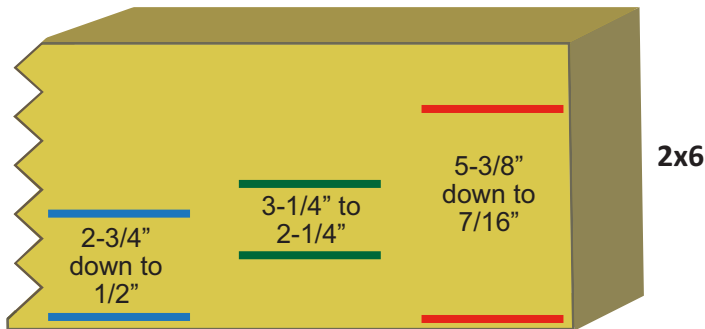 2-3/4”
down to
1/2”
3-1/4” to
2-1/4”
5-3/8”
down to
7/16”
2x6